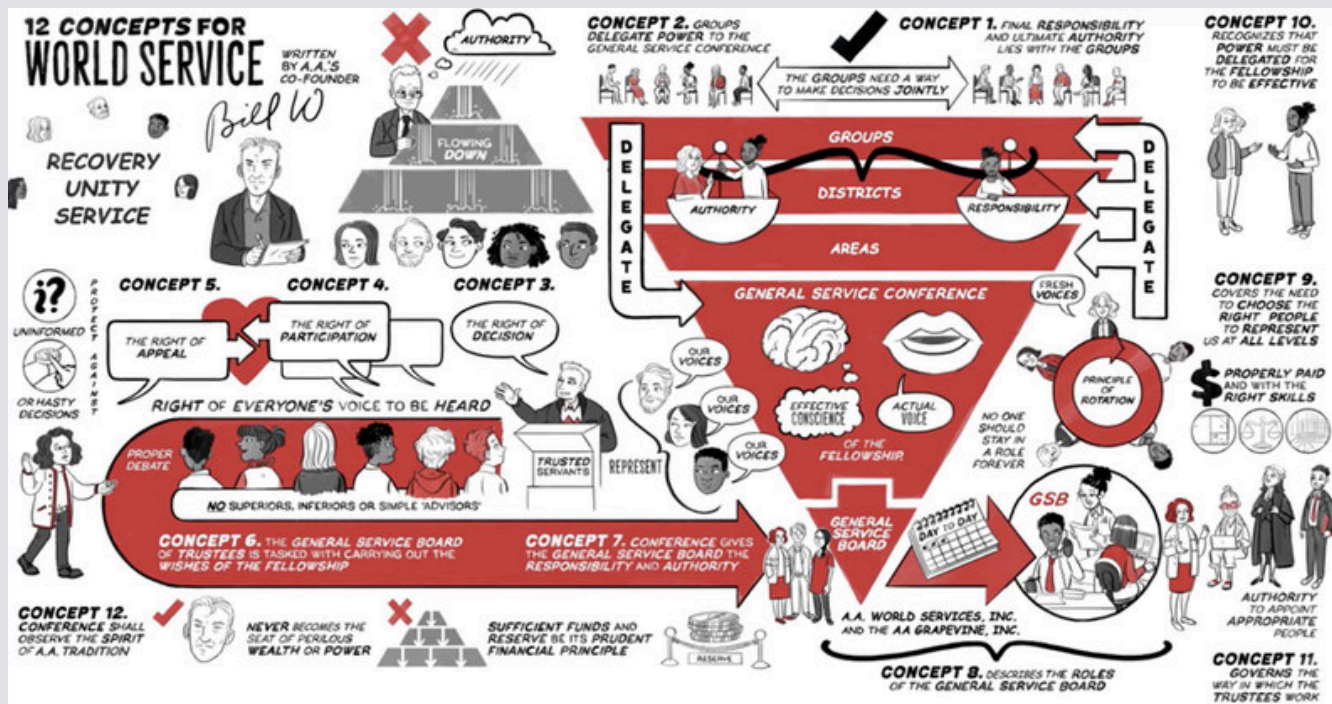 12 CONCEPTS FOR
WORLD SERVICE
WRITTEN
BY A.A.'S
CO-FOUNDER
Bill W
RECOVERY
UNITY
SERVICE
AUTHORITY
FLOWING
DOWN
CONCEPT 2. GROUPS
DELEGATE POWER TO THE
GENERAL SERVICE CONFERENCE
CONCEPT 1. FINAL RESPONSIBILITY
AND ULTIMATE AUTHORITY
LIES WITH THE GROUPS
THE GROUPS NEED A WAY
TO MAKE DECISIONS JOINTLY
CONCEPT 10.
RECOGNIZES THAT
POWER MUST BE
DELEGATED FOR
THE FELLOWSHIP
TO BE EFFECTIVE
DELEGATE
GROUPS
DISTRICTS
AUTHORITY
RESPONSIBILITY
AREAS
DELEGATE
GENERAL SERVICE CONFERENCE
EFFECTIVE
CONSCIENCE
ACTUAL
VOICE
OF THE
FELLOWSHIP.
FRESH
VOICES
PRINCIPLE
OF
ROTATION
NO ONE
SHOULD
STAY IN
A ROLE
FOREVER
CONCEPT 9.
COVERS THE NEED
TO CHOOSE THE
RIGHT PEOPLE
TO REPRESENT
US AT ALL LEVELS
$ PROPERLY PAID
AND WITH THE
RIGHT SKILLS
i?
UNINFORMED
OR HASTY
DECISIONS
PROTECT AGAINST
CONCEPT 5.
THE RIGHT OF
APPEAL
CONCEPT 4.
THE RIGHT OF
PARTICIPATION
CONCEPT 3.
THE RIGHT OF
DECISION
RIGHT OF EVERYONE'S VOICE TO BE HEARD
PROPER
DEBATE
NO SUPERIORS, INFERIORS OR SIMPLE 'ADVISORS'
TRUSTED
SERVANTS
REPRESENT
OUR
VOICES
OUR
VOICES
OUR
VOICES
CONCEPT 6. THE GENERAL SERVICE BOARD
OF TRUSTEES IS TASKED WITH CARRYING OUT THE
WISHES OF THE FELLOWSHIP
CONCEPT 7. CONFERENCE GIVES
THE GENERAL SERVICE BOARD THE
RESPONSIBILITY AND AUTHORITY
GENERAL
SERVICE
BOARD
DAY TO DAY
GSB
A.A. WORLD SERVICES, INC.
AND THE AA GRAPEVINE, INC.
CONCEPT 8. DESCRIBES THE ROLES
OF THE GENERAL SERVICE BOARD
AUTHORITY
TO APPOINT
APPROPRIATE
PEOPLE
CONCEPT 11.
GOVERNS THE
WAY IN WHICH THE
TRUSTEES WORK
CONCEPT 12.
CONFERENCE SHALL
OBSERVE THE SPIRIT
OF A.A. TRADITION
NEVER BECOMES THE
SEAT OF PERILOUS
WEALTH OR POWER
SUFFICIENT FUNDS AND
RESERVE BE ITS PRUDENT
FINANCIAL PRINCIPLE
RESERVE